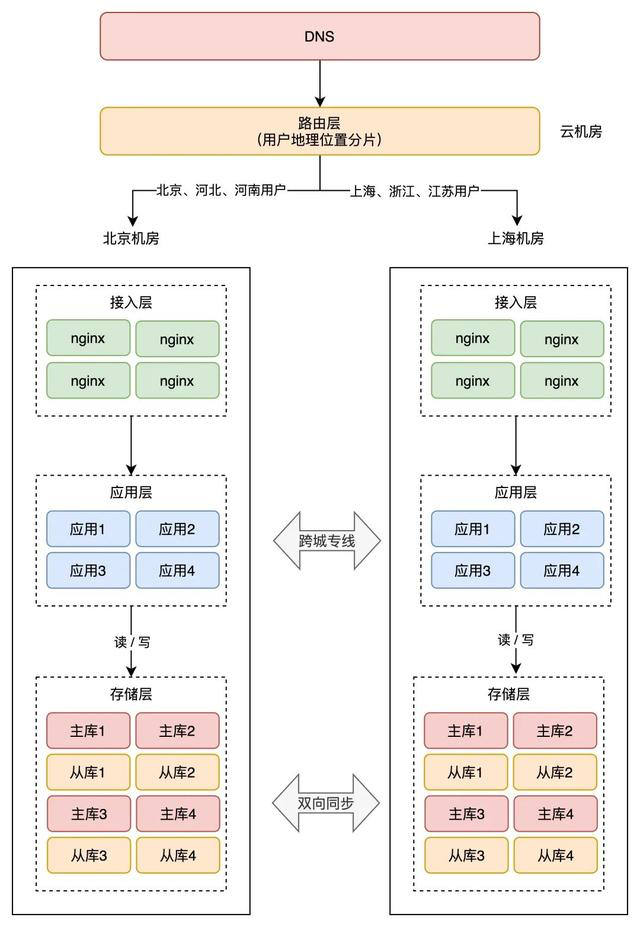 DNS
路由层
(用户地理位置分片)
云机房
北京、河北、河南用户
上海、浙江、江苏用户
北京机房
上海机房
接入层
nginx
nginx
nginx
nginx
应用层
应用1
应用2
应用3
应用4
读 / 写
存储层
主库1
主库2
从库1
从库2
主库3
主库4
从库3
从库4
跨城专线
双向同步
接入层
nginx
nginx
nginx
nginx
应用层
应用1
应用2
应用3
应用4
读 / 写
存储层
主库1
主库2
从库1
从库2
主库3
主库4
从库3
从库4